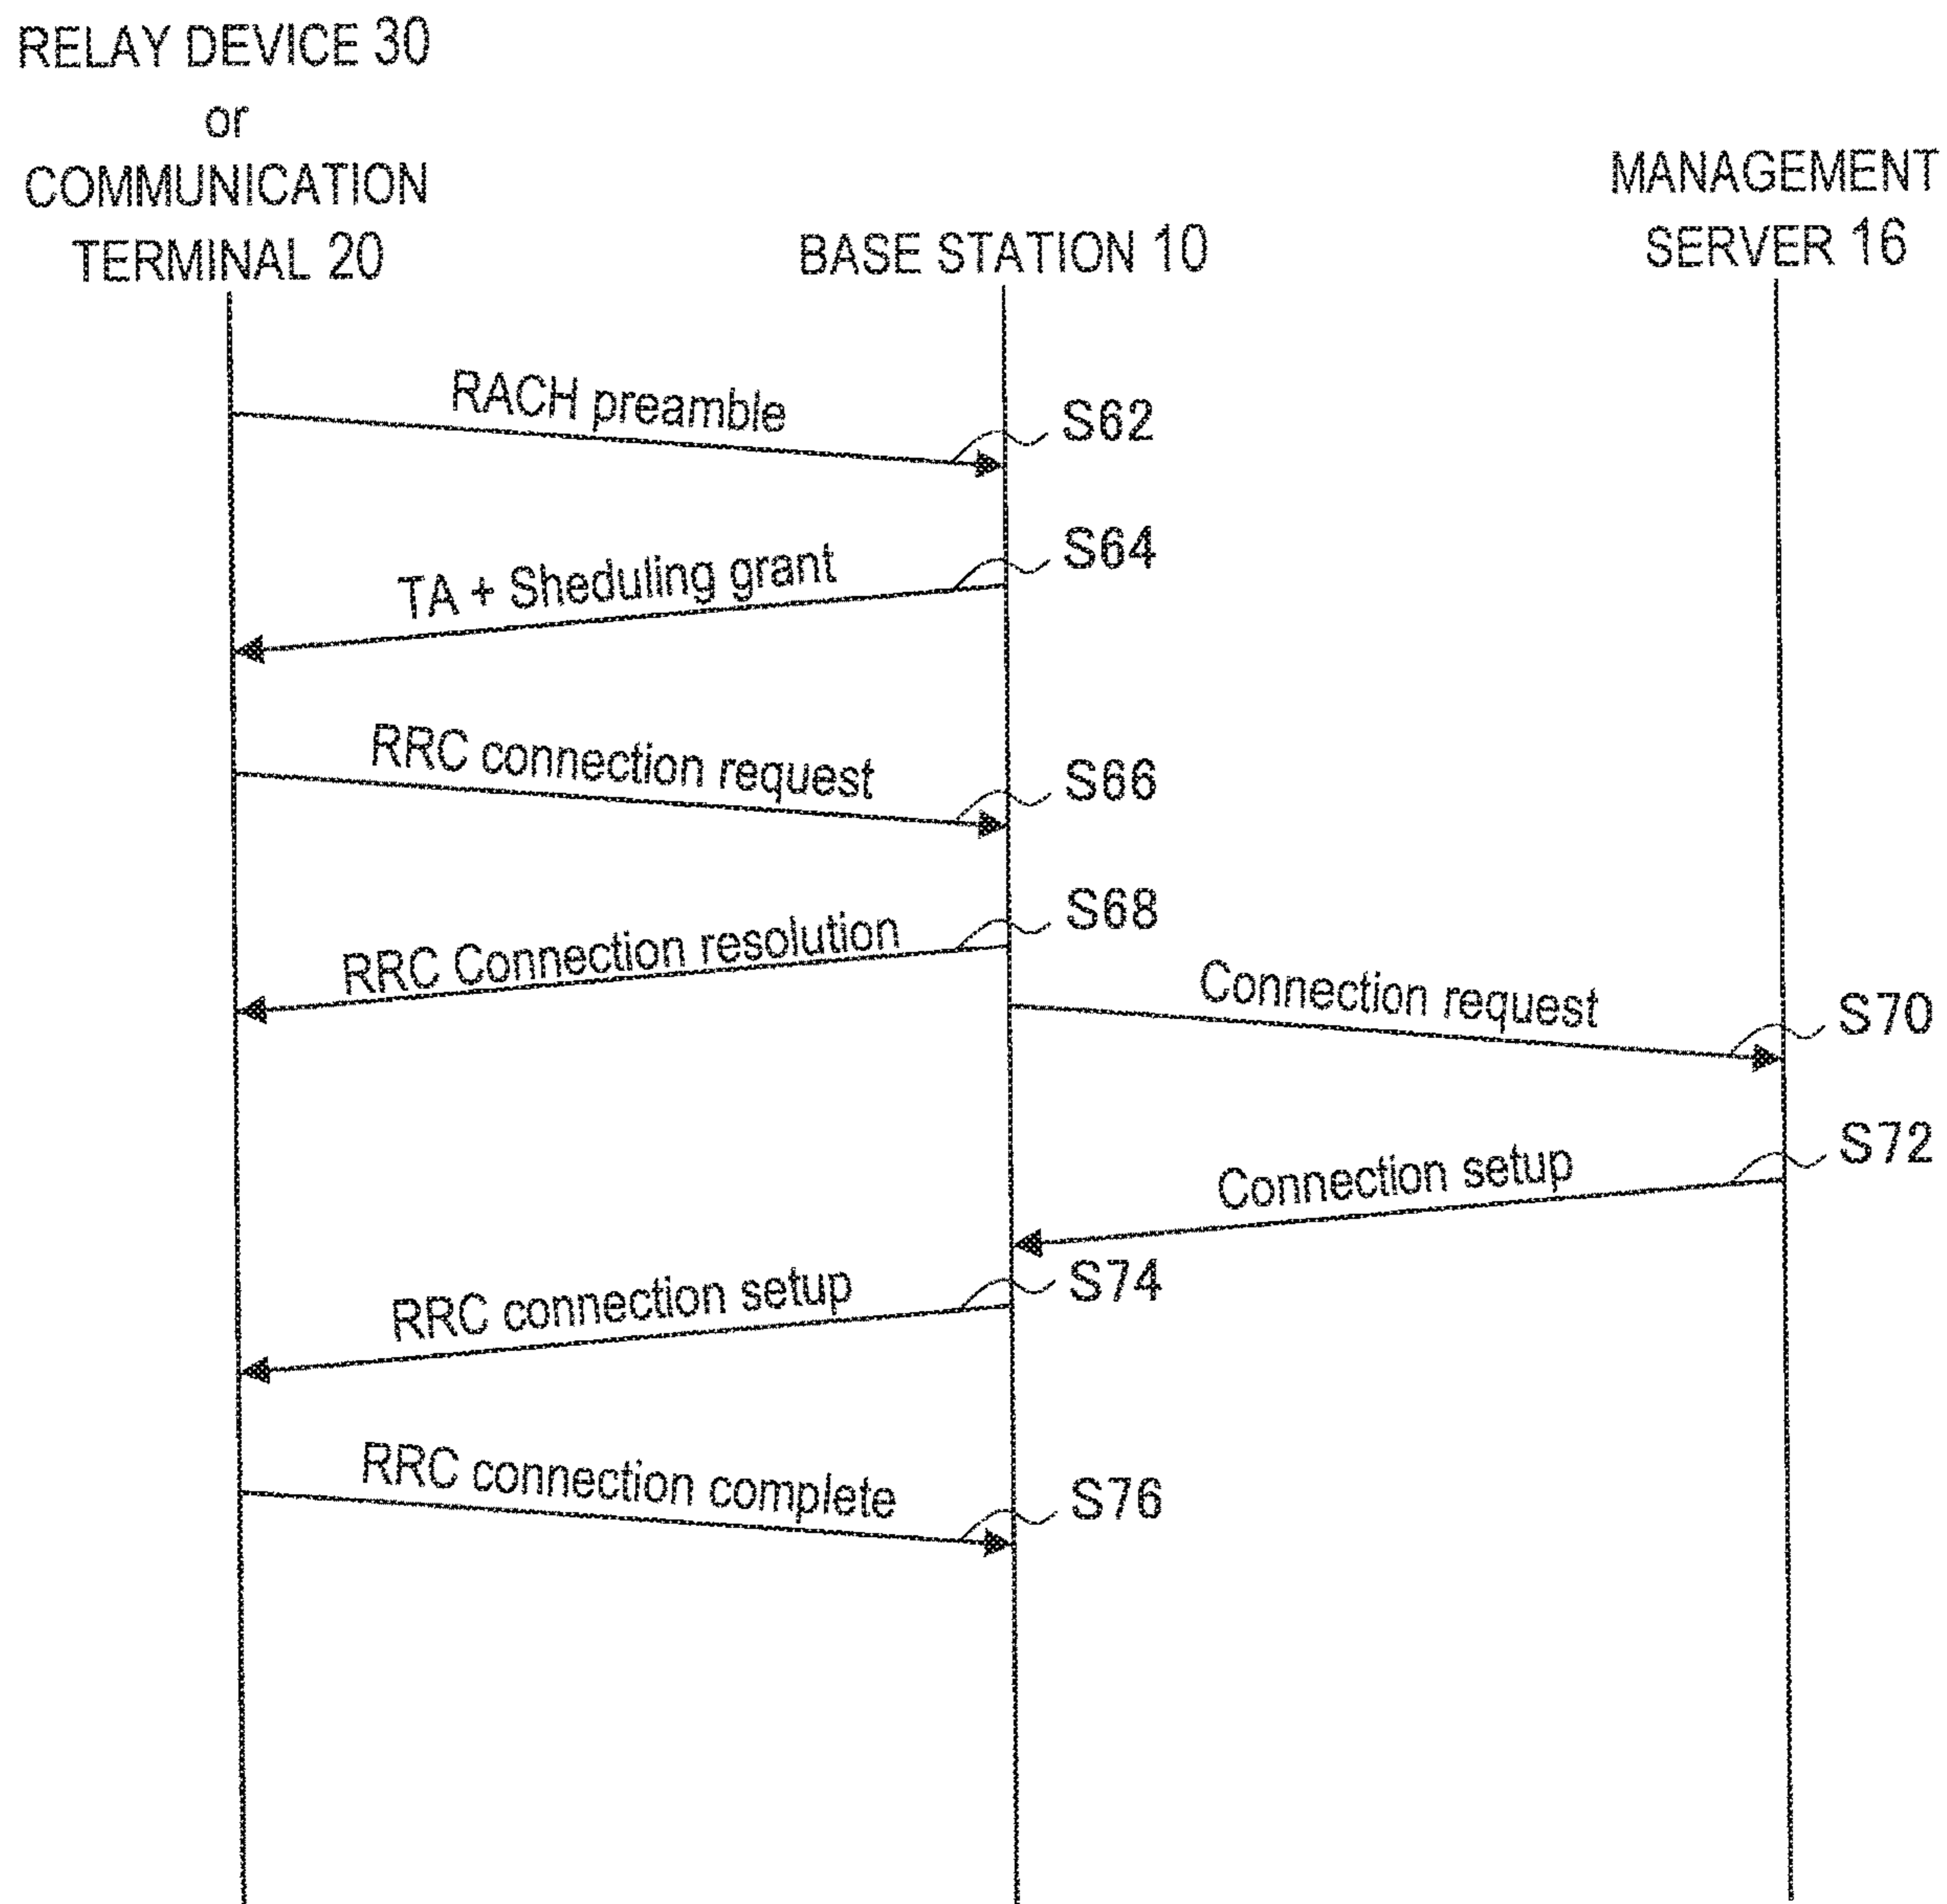 RELAY DEVICE 30
or
COMMUNICATION
TERMINAL 20
BASE STATION 10
MANAGEMENT
SERVER 16
RACH preamble
S62
S64
TA + Sheduling grant
RRC connection request
S66
S68
RRC Connection resolution
Connection request
S70
S72
Connection setup
S74
RRC connection setup
RRC connection complete
S76